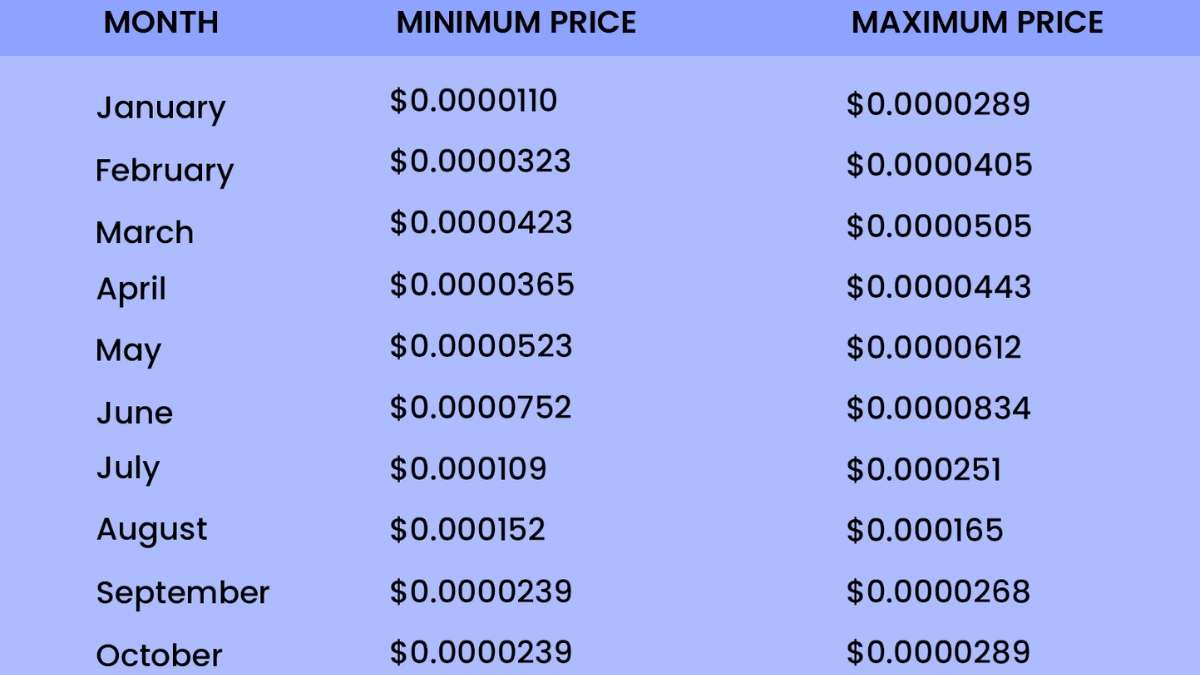 MONTH MINIMUM PRICE MAXIMUM PRICE
January $0.0000110 $0.0000289
February $0.0000323 $0.0000405
March $0.0000423 $0.0000505
April $0.0000365 $0.0000443
May $0.0000523 $0.0000612
June $0.0000752 $0.0000834
July $0.000109 $0.000251
August $0.000152 $0.000165
September $0.0000239 $0.0000268
October $0.0000239 $0.0000289